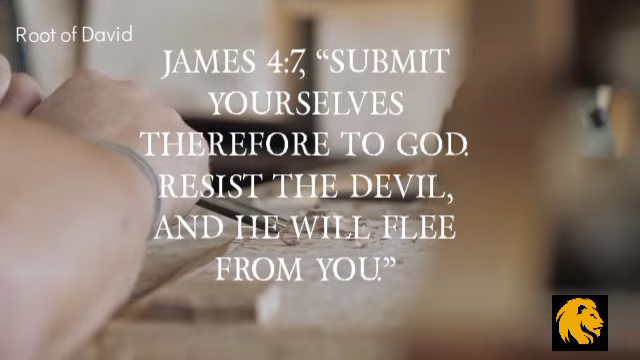 Root of David
JAMES 4:7, “SUBMIT
YOURSELVES
THEREFORE TO GOD.
RESIST THE DEVIL,
AND HE WILL FLEE
FROM YOU.”